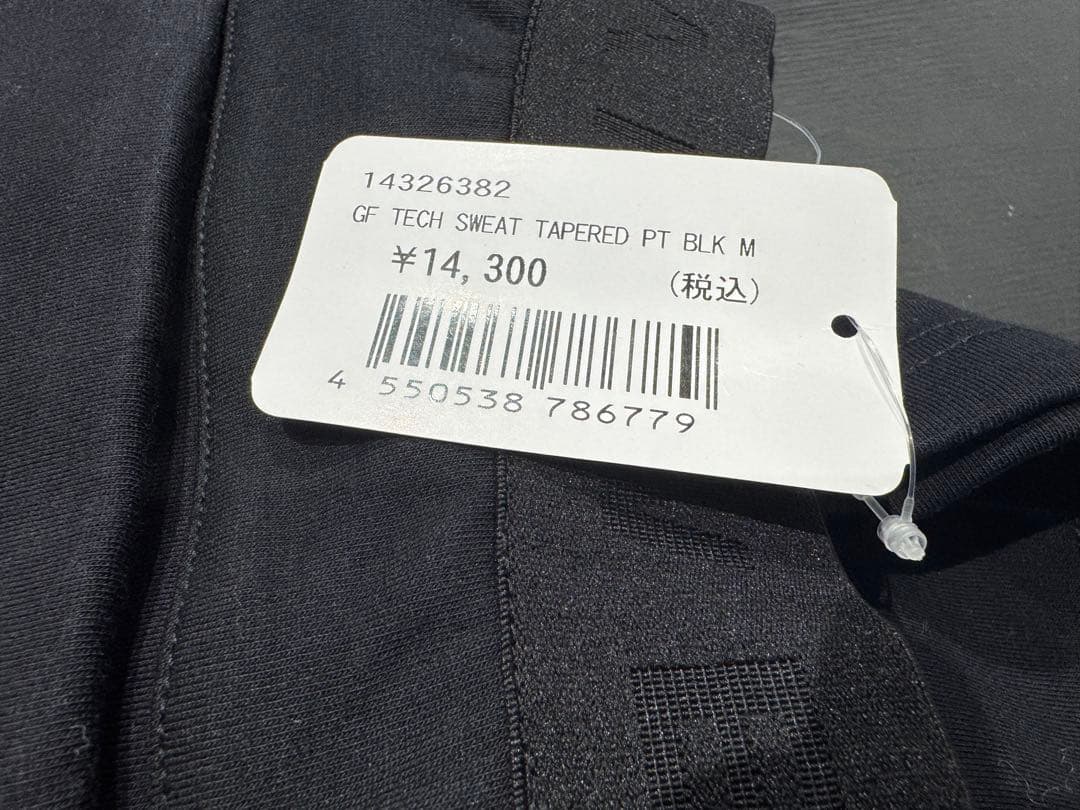 14326382
GF TECH SWEAT TAPERED PT BLK M
¥14,300 (税込)
4 550538 786779